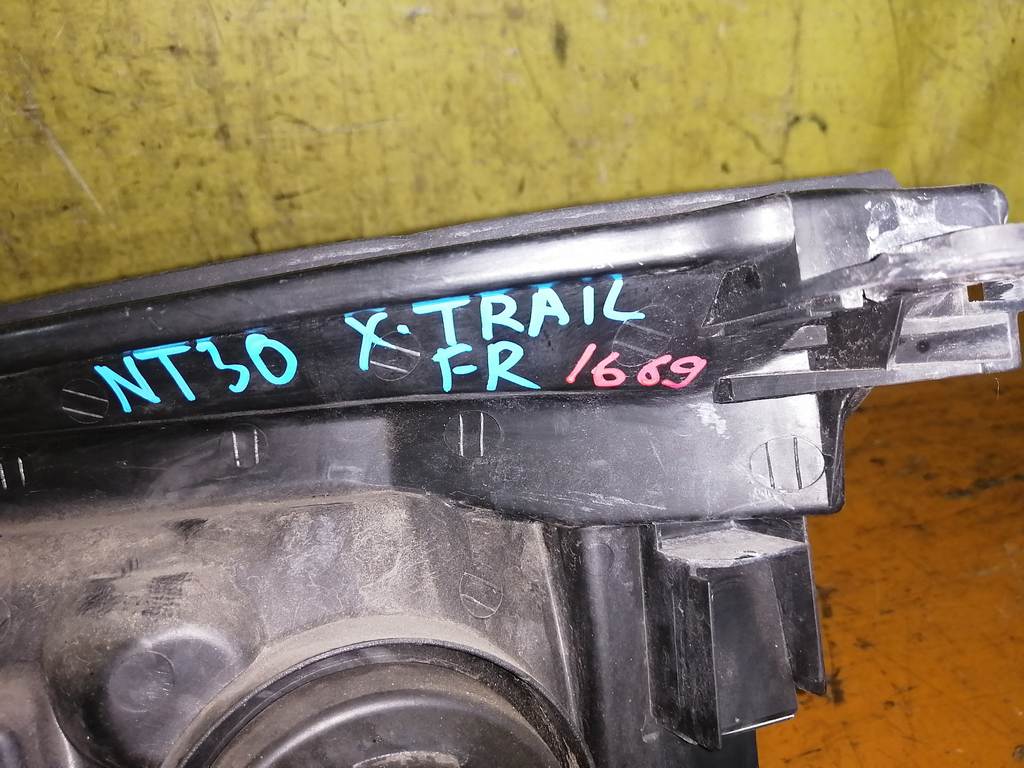 NT30 X-TRAIL
FR 1669